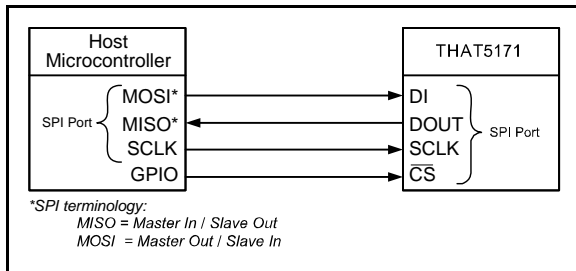 Host
Microcontroller
THAT5171
SPI Port
MOSI*
MISO*
SCLK
GPIO
DI
DOUT
SCLK
CS
SPI Port
*SPI terminology:
MISO = Master In / Slave Out
MOSI = Master Out / Slave In